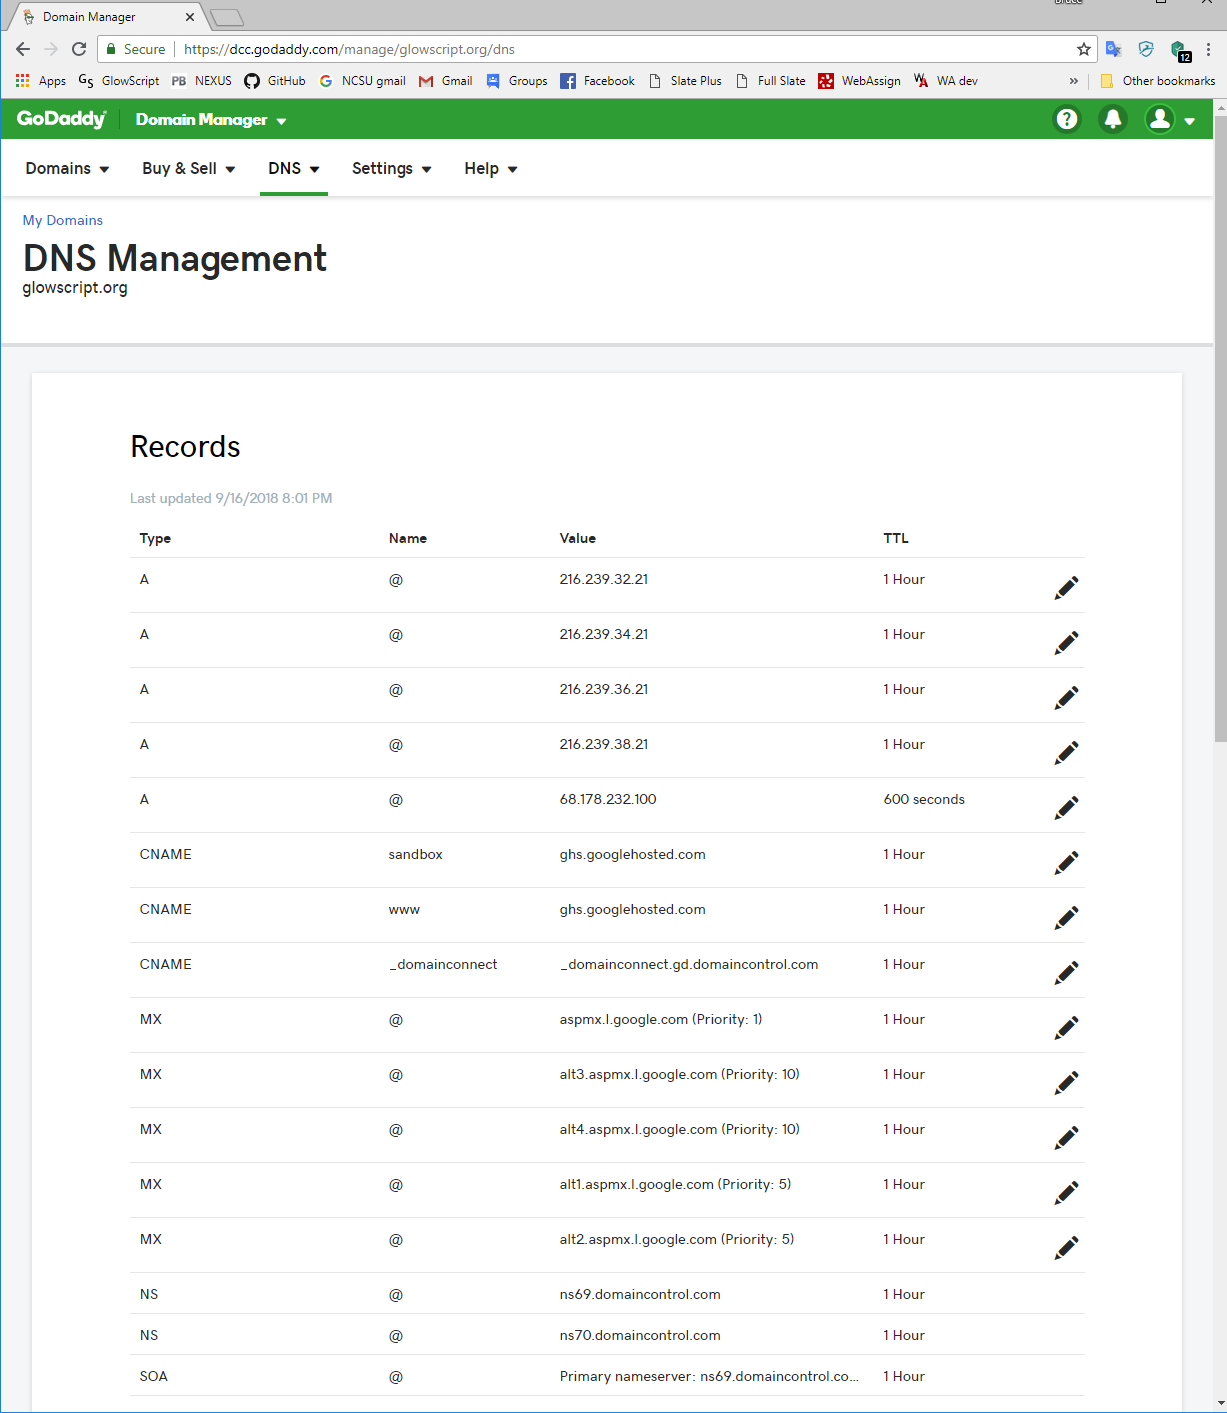 Domain Manager
Secure https://dcc.godaddy.com/manage/glowscript.org/dns
12
Apps GS GlowScript PB NEXUS GitHub G NCSU gmail Gmail Groups Facebook Slate Plus Full Slate WebAssign WA WA dev » Other bookmarks
GoDaddy Domain Manager ?
Domains Buy & Sell DNS Settings Help
My Domains
DNS Management
glowscript.org
Records
Last updated 9/16/2018 8:01 PM
Type Name Value TTL
A @ 216.239.32.21 1 Hour
A @ 216.239.34.21 1 Hour
A @ 216.239.36.21 1 Hour
A @ 216.239.38.21 1 Hour
A @ 68.178.232.100 600 seconds
CNAME sandbox ghs.googlehosted.com 1 Hour
CNAME www ghs.googlehosted.com 1 Hour
CNAME _domainconnect _domainconnect.gd.domaincontrol.com 1 Hour
MX @ aspmx.l.google.com (Priority: 1) 1 Hour
MX @ alt3.aspmx.l.google.com (Priority: 10) 1 Hour
MX @ alt4.aspmx.l.google.com (Priority: 10) 1 Hour
MX @ alt1.aspmx.l.google.com (Priority: 5) 1 Hour
MX @ alt2.aspmx.l.google.com (Priority: 5) 1 Hour
NS @ ns69.domaincontrol.com 1 Hour
NS @ ns70.domaincontrol.com 1 Hour
SOA @ Primary nameserver: ns69.domaincontrol.co... 1 Hour